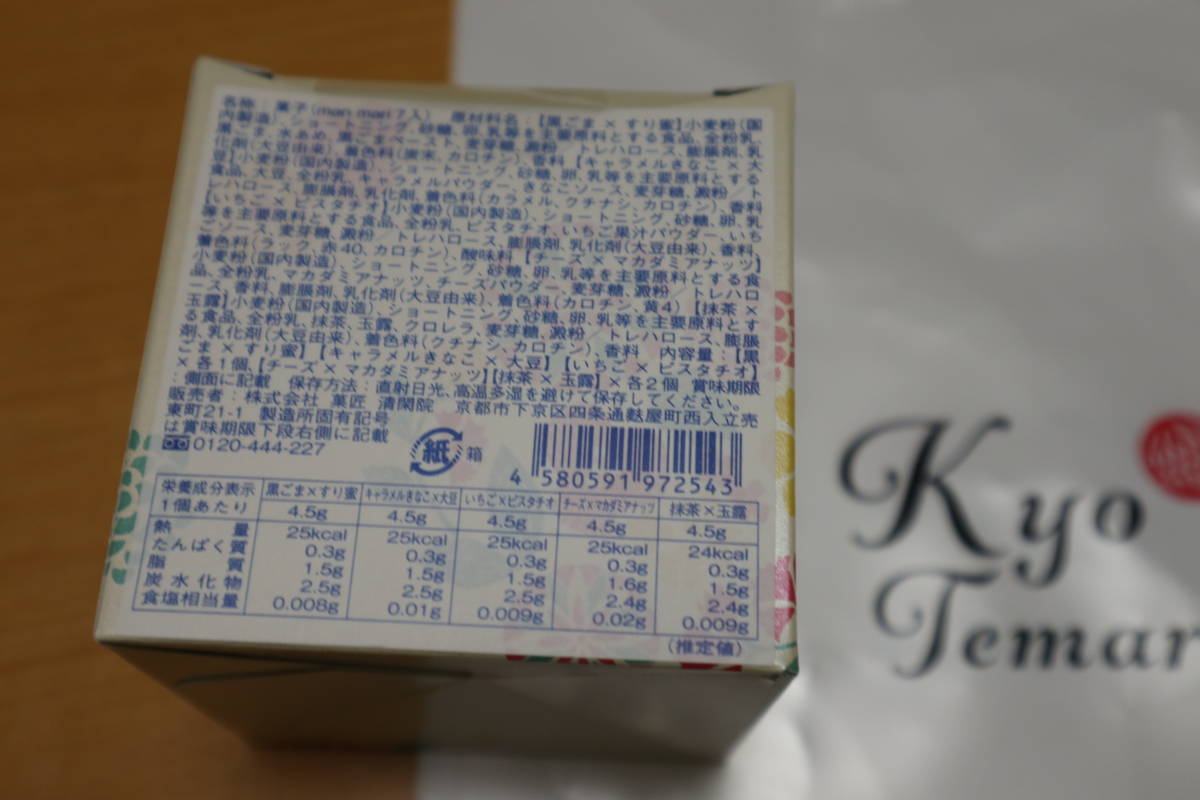 名称：菓子(man mari 7入) 原材料名：【黒ごま×すり蜜】小麦粉(国
内製造)、ショートニング、砂糖、卵、乳等を主要原料とする食品、全粉乳、
黒ごま、水あめ、黒ごまペースト、麦芽糖、澱粉／トレハロース、膨脹剤、乳
化剤(大豆由来)、着色料(炭末、カロチン)、香料【キャラメルきなこ×大
豆】小麦粉(国内製造)、ショートニング、砂糖、卵、乳等を主要原料とする
食品、大豆、全粉乳、キャラメルパウダー、きなこソース、麦芽糖、澱粉／ト
レハロース、膨脹剤、乳化剤、着色料(カラメル、クチナシ、カロチン)、香料
【いちご×ピスタチオ】小麦粉(国内製造)、ショートニング、砂糖、卵、乳
等を主要原料とする食品、全粉乳、ピスタチオ、いちご果汁パウダー、いち
ごソース、麦芽糖、澱粉／トレハロース、膨脹剤、乳化剤(大豆由来)、香料、
着色料(ラック、赤40、カロチン)、酸味料【チーズ×マカダミアナッツ】
小麦粉(国内製造)、ショートニング、砂糖、卵、乳等を主要原料とする食
品、全粉乳、マカダミアナッツ、チーズパウダー、麦芽糖、澱粉／トレハロ
ース、香料、膨脹剤、乳化剤(大豆由来)、着色料(カロチン、黄4)【抹茶×
玉露】小麦粉(国内製造)、ショートニング、砂糖、卵、乳等を主要原料とす
る食品、全粉乳、抹茶、玉露、クロレラ、麦芽糖、澱粉／トレハロース、膨脹
剤、乳化剤(大豆由来)、着色料(クチナシ、カロチン)、香料 内容量：【黒
ごま×すり蜜】【キャラメルきなこ×大豆】【いちご×ピスタチオ】
×各1個、【チーズ×マカダミアナッツ】【抹茶×玉露】×各2個 賞味期限
側面に記載 保存方法：直射日光、高温多湿を避けて保存してください。
販売者：株式会社 菓匠 清閑院 京都市下京区四条通麩屋町西入立売
東町21-1 製造所固有記号
は賞味期限下段右側に記載
0120-444-227
紙 箱
4 580591 972543
栄養成分表示 1個あたり 黒ごま×すり蜜 キャラメルきなこ×大豆 いちご×ピスタチオ チーズ×マカダミアナッツ 抹茶×玉露
4.5g 4.5g 4.5g 4.5g 4.5g
熱量 25kcal 25kcal 25kcal 25kcal 24kcal
たんぱく質 0.3g 0.3g 0.3g 0.3g 0.3g
脂質 1.5g 1.5g 1.5g 1.6g 1.5g
炭水化物 2.5g 2.5g 2.5g 2.4g 2.4g
食塩相当量 0.008g 0.01g 0.009g 0.02g 0.009g
(推定値)
Kyo
Temar